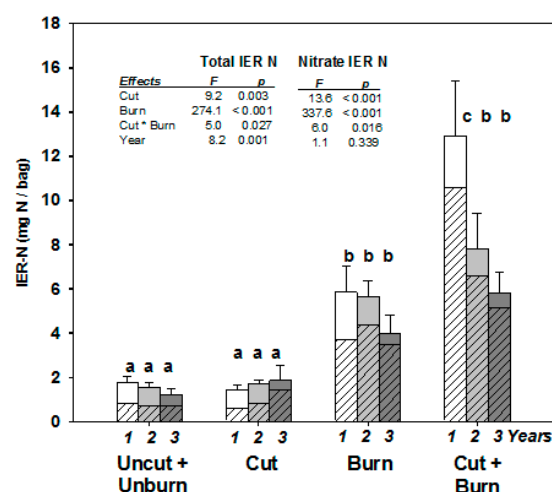 18
16
14
12
10
8
6
4
2
0
IER-N (mg N / bag)
Total IER N Nitrate IER N
Effects F p F p
Cut 9.2 0.003 13.6 <0.001
Burn 274.1 <0.001 337.6 <0.001
Cut * Burn 5.0 0.027 6.0 0.016
Year 8.2 0.001 1.1 0.339
a a a
a a a
b b b
c b b
1 2 3 1 2 3 1 2 3 1 2 3 Years
Uncut + Cut Burn Cut +
Unburn Burn